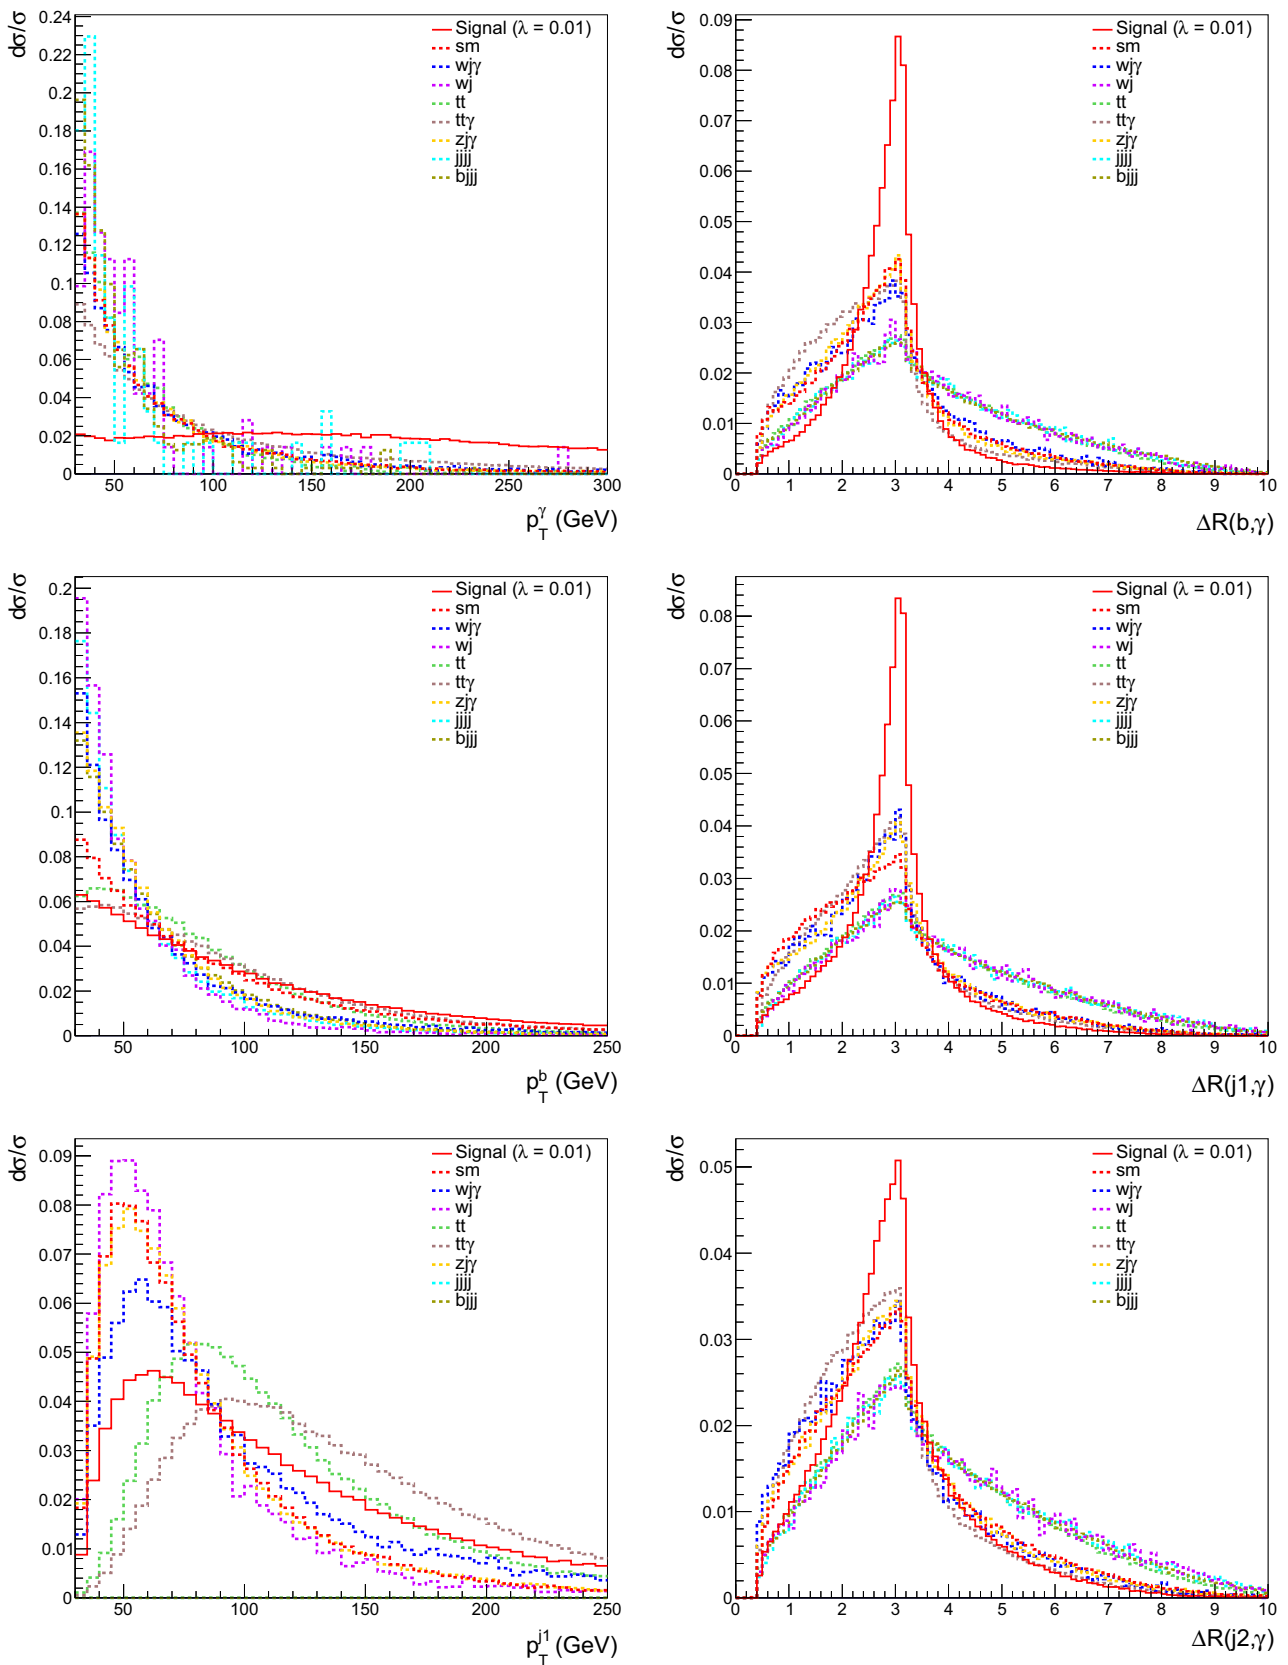 dσ/σ
0.24
0.22
0.2
0.18
0.16
0.14
0.12
0.1
0.08
0.06
0.04
0.02
0
50 100 150 200 250 300
p_T^γ (GeV)
Signal (λ = 0.01)
sm
wjγ
wj
tt
ttγ
zjγ
jjjj
bjjj
dσ/σ
0.09
0.08
0.07
0.06
0.05
0.04
0.03
0.02
0.01
0
0 1 2 3 4 5 6 7 8 9 10
ΔR(b,γ)
Signal (λ = 0.01)
sm
wjγ
wj
tt
ttγ
zjγ
jjjj
bjjj
dσ/σ
0.2
0.18
0.16
0.14
0.12
0.1
0.08
0.06
0.04
0.02
0
50 100 150 200 250
p_T^b (GeV)
Signal (λ = 0.01)
sm
wjγ
wj
tt
ttγ
zjγ
jjjj
bjjj
dσ/σ
0.08
0.07
0.06
0.05
0.04
0.03
0.02
0.01
0
0 1 2 3 4 5 6 7 8 9 10
ΔR(j1,γ)
Signal (λ = 0.01)
sm
wjγ
wj
tt
ttγ
zjγ
jjjj
bjjj
dσ/σ
0.09
0.08
0.07
0.06
0.05
0.04
0.03
0.02
0.01
0
50 100 150 200 250
p_T^j1 (GeV)
Signal (λ = 0.01)
sm
wjγ
wj
tt
ttγ
zjγ
jjjj
bjjj
dσ/σ
0.05
0.04
0.03
0.02
0.01
0
0 1 2 3 4 5 6 7 8 9 10
ΔR(j2,γ)
Signal (λ = 0.01)
sm
wjγ
wj
tt
ttγ
zjγ
jjjj
bjjj